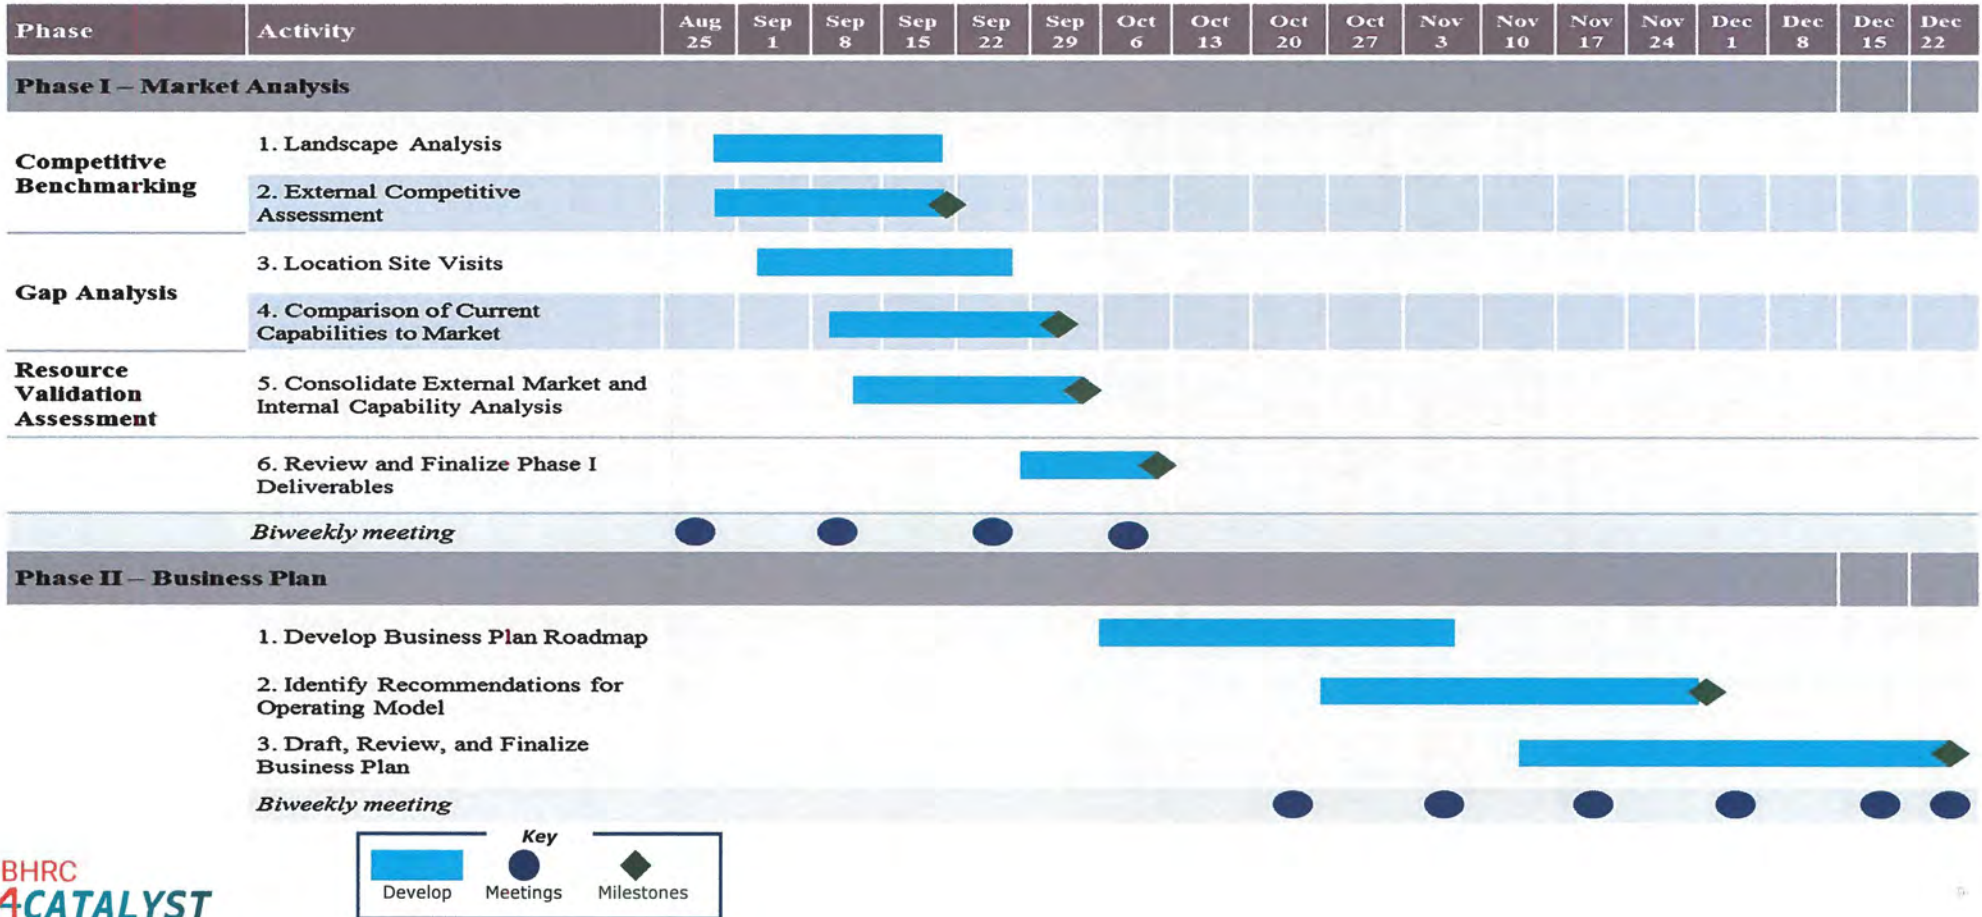 Phase Activity Aug 25 Sep 1 Sep 8 Sep 15 Sep 22 Sep 29 Oct 6 Oct 13 Oct 20 Oct 27 Nov 3 Nov 10 Nov 17 Nov 24 Dec 1 Dec 8 Dec 15 Dec 22
Phase I – Market Analysis
Competitive
Benchmarking
1. Landscape Analysis
2. External Competitive
Assessment
Gap Analysis
3. Location Site Visits
4. Comparison of Current
Capabilities to Market
Resource
Validation
Assessment
5. Consolidate External Market and
Internal Capability Analysis
6. Review and Finalize Phase I
Deliverables
Biweekly meeting
Phase II – Business Plan
1. Develop Business Plan Roadmap
2. Identify Recommendations for
Operating Model
3. Draft, Review, and Finalize
Business Plan
Biweekly meeting
Key
Develop Meetings Milestones
BHRC
4CATALYST